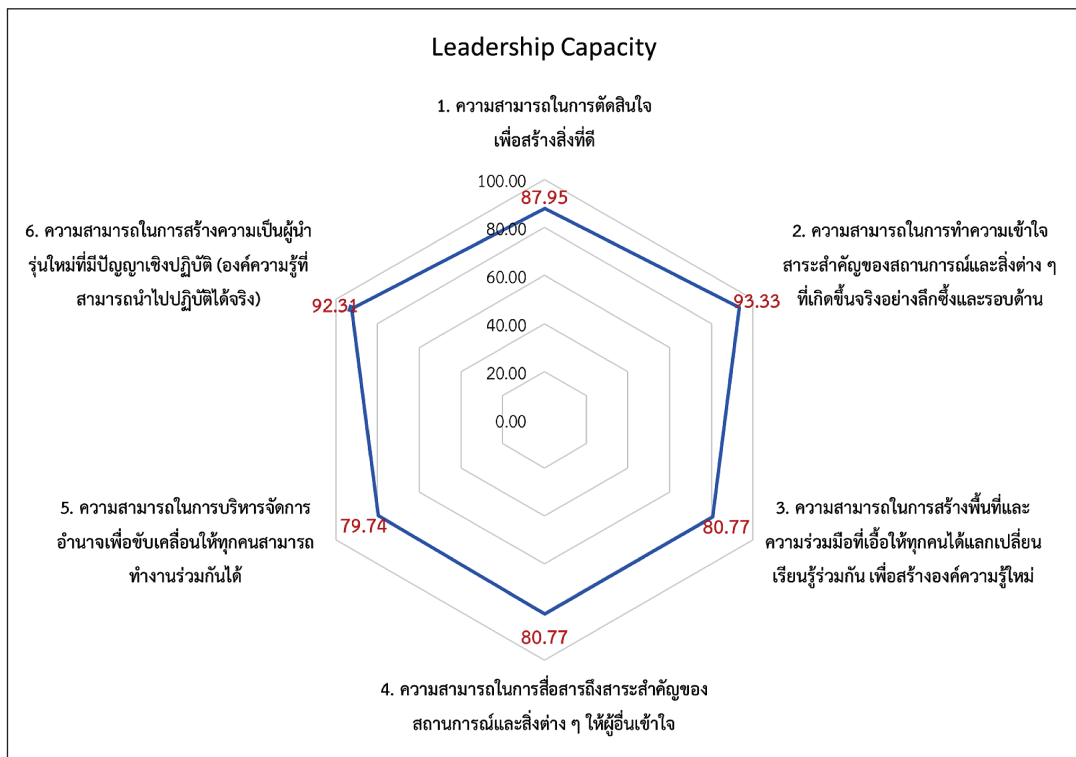 Leadership Capacity
1. ความสามารถในการตัดสินใจ
เพื่อสร้างสิ่งที่ดี
100.00
87.95
80.00
60.00
40.00
20.00
0.00
6. ความสามารถในการสร้างความเป็นผู้นำ
รุ่นใหม่ที่มีปัญญาเชิงปฏิบัติ (องค์ความรู้ที่
สามารถนำไปปฏิบัติได้จริง)
92.31
2. ความสามารถในการทำความเข้าใจ
สาระสำคัญของสถานการณ์และสิ่งต่าง ๆ
ที่เกิดขึ้นจริงอย่างลึกซึ้งและรอบด้าน
93.33
5. ความสามารถในการบริหารจัดการ
อำนาจเพื่อขับเคลื่อนให้ทุกคนสามารถ
ทำงานร่วมกันได้
79.74
3. ความสามารถในการสร้างพื้นที่และ
ความร่วมมือที่เอื้อให้ทุกคนได้แลกเปลี่ยน
เรียนรู้ร่วมกัน เพื่อสร้างองค์ความรู้ใหม่
80.77
80.77
4. ความสามารถในการสื่อสารถึงสาระสำคัญของ
สถานการณ์และสิ่งต่าง ๆ ให้ผู้อื่นเข้าใจ